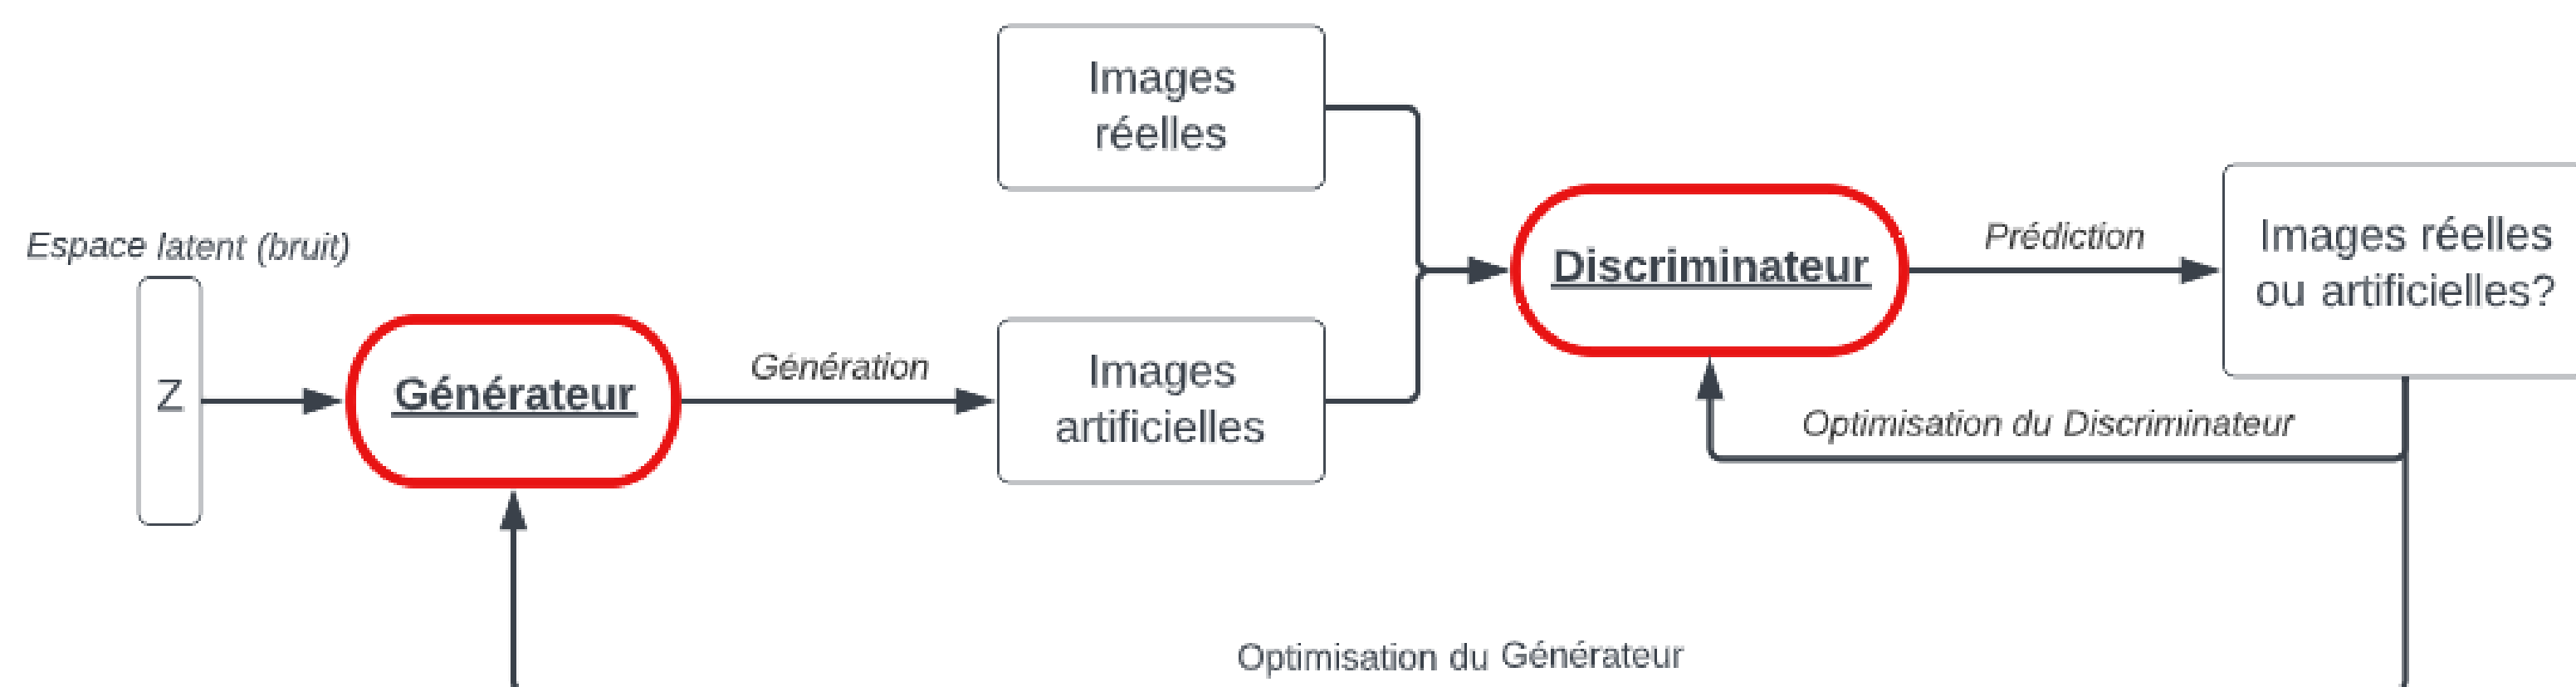 Images
réelles
Espace latent (bruit)
Z
Générateur
Génération
Images
artificielles
Discriminateur
Prédiction
Images réelles
ou artificielles?
Optimisation du Discriminateur
Optimisation du Générateur